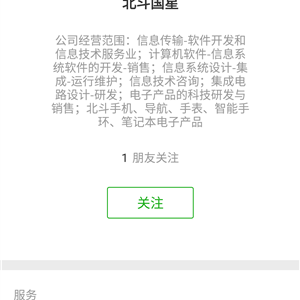 北斗国星
公司经营范围：信息传输-软件开发和
信息技术服务业；计算机软件-信息系
统软件的开发-销售；信息系统设计-集
成-运行维护；信息技术咨询；集成电
路设计-研发；电子产品的科技研发与
销售；北斗手机、导航、手表、智能手
环、笔记本电子产品
1 朋友关注
关注
服务